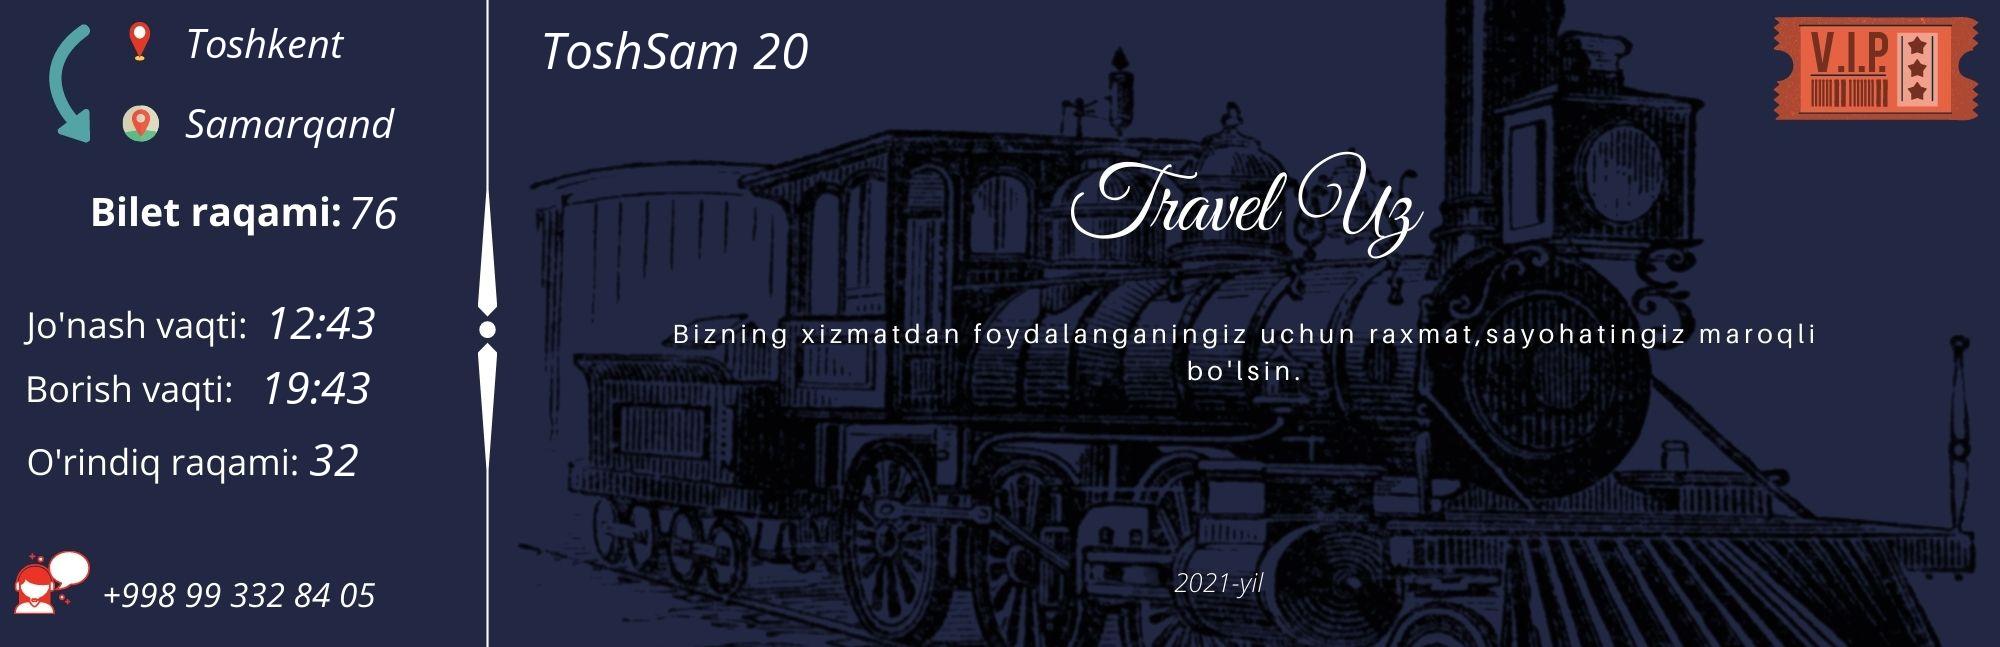 Toshkent
Samarqand
Bilet raqami: 76
Jo'nash vaqti: 12:43
Borish vaqti: 19:43
O'rindiq raqami: 32
+998 99 332 84 05
ToshSam 20
V.I.P.
Travel Uz
Bizning xizmatdan foydalanganingiz uchun raxmat,sayohatingiz maroqli
bo'lsin.
2021-yil